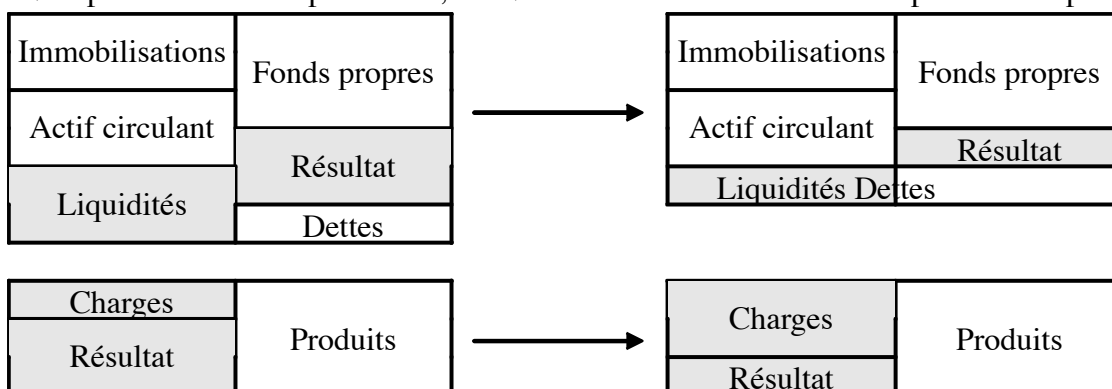 Immobilisations
Fonds propres
Actif circulant
Résultat
Liquidités
Dettes
Immobilisations
Fonds propres
Actif circulant
Résultat
Liquidités Dettes
Charges
Produits
Résultat
Charges
Produits
Résultat